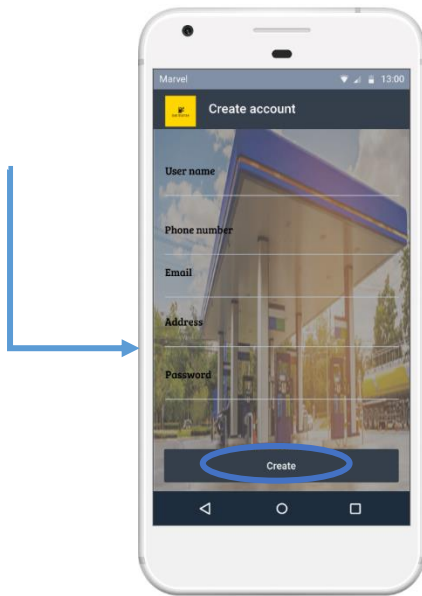 Marvel 13:00
Create account
User name
Phone number
Email
Address
Password
Create